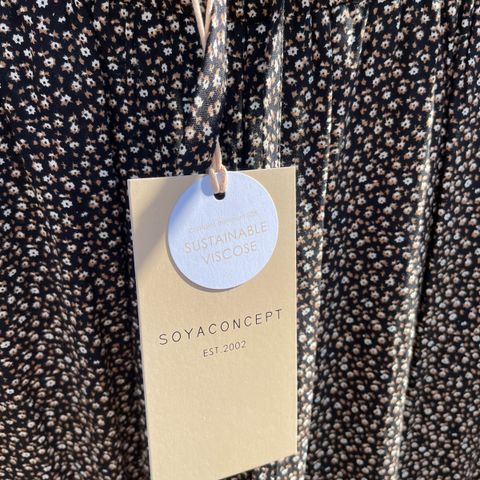 SUSTAINABLE
VISCOSE
SOYACONCEPT
EST.2002